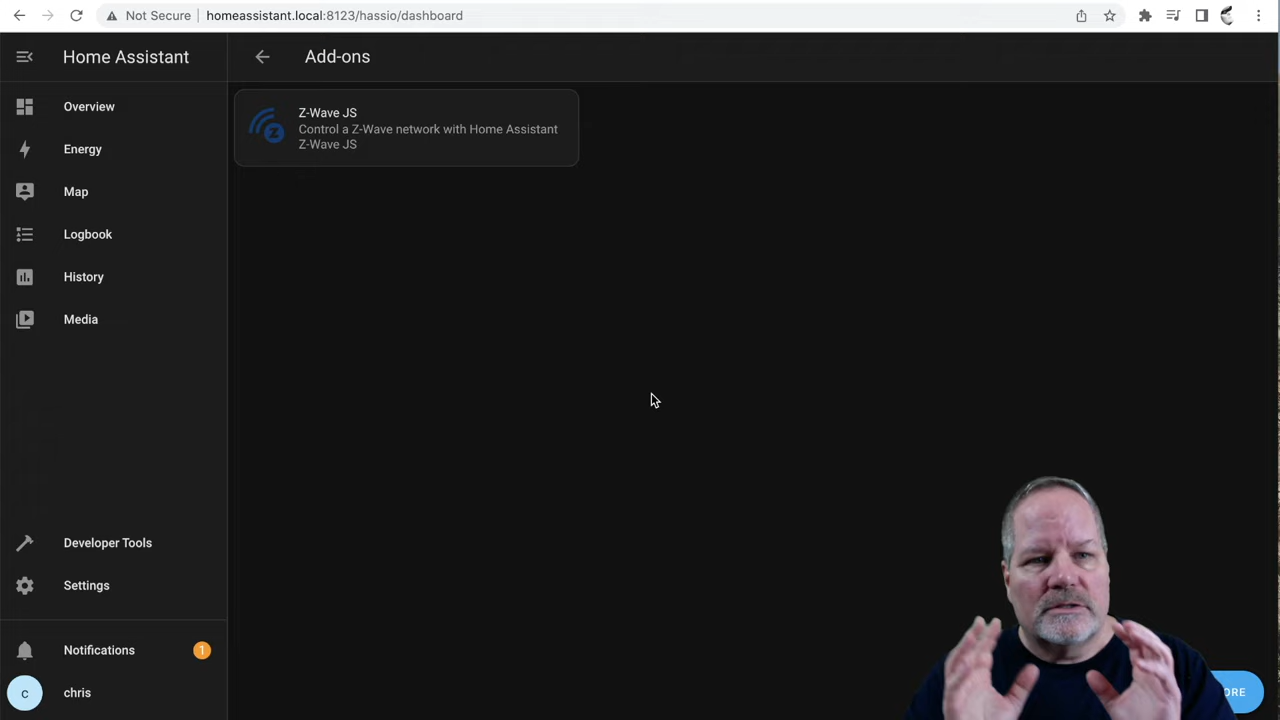 Not Secure
homeassistant.local:8123/hassio/dashboard
Home Assistant
Add-ons
Overview
Energy
Map
Logbook
History
Media
Developer Tools
Settings
Notifications
1
c
chris
Z-Wave JS
Control a Z-Wave network with Home Assistant
Z-Wave JS